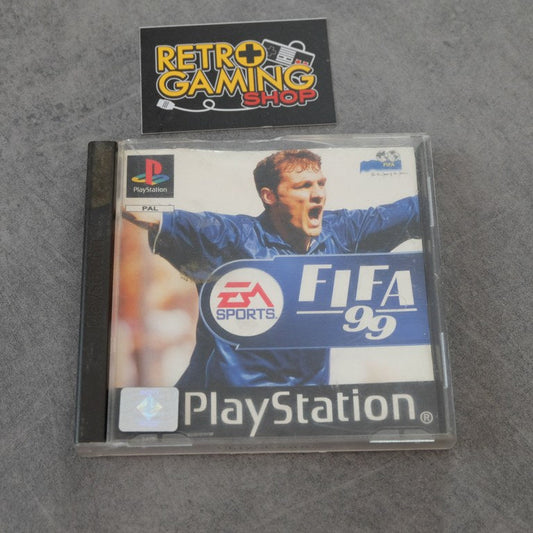 RETRO
GAMING
SHOP
PlayStation
PAL
FIFA
EA
SPORTS
FIFA
99
PlayStation®